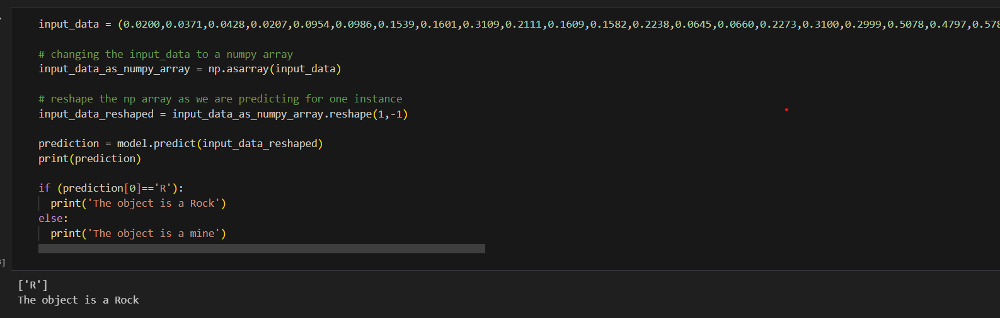 input_data = (0.0200,0.0371,0.0428,0.0207,0.0954,0.0986,0.1539,0.1601,0.3109,0.2111,0.1609,0.1582,0.2238,0.0645,0.0660,0.2273,0.3100,0.2999,0.5078,0.4797,0.578
# changing the input_data to a numpy array
input_data_as_numpy_array = np.asarray(input_data)
# reshape the np array as we are predicting for one instance
input_data_reshaped = input_data_as_numpy_array.reshape(1,-1)
prediction = model.predict(input_data_reshaped)
print(prediction)
if (prediction[0]=='R'):
print('The object is a Rock')
else:
print('The object is a mine')
]
['R']
The object is a Rock